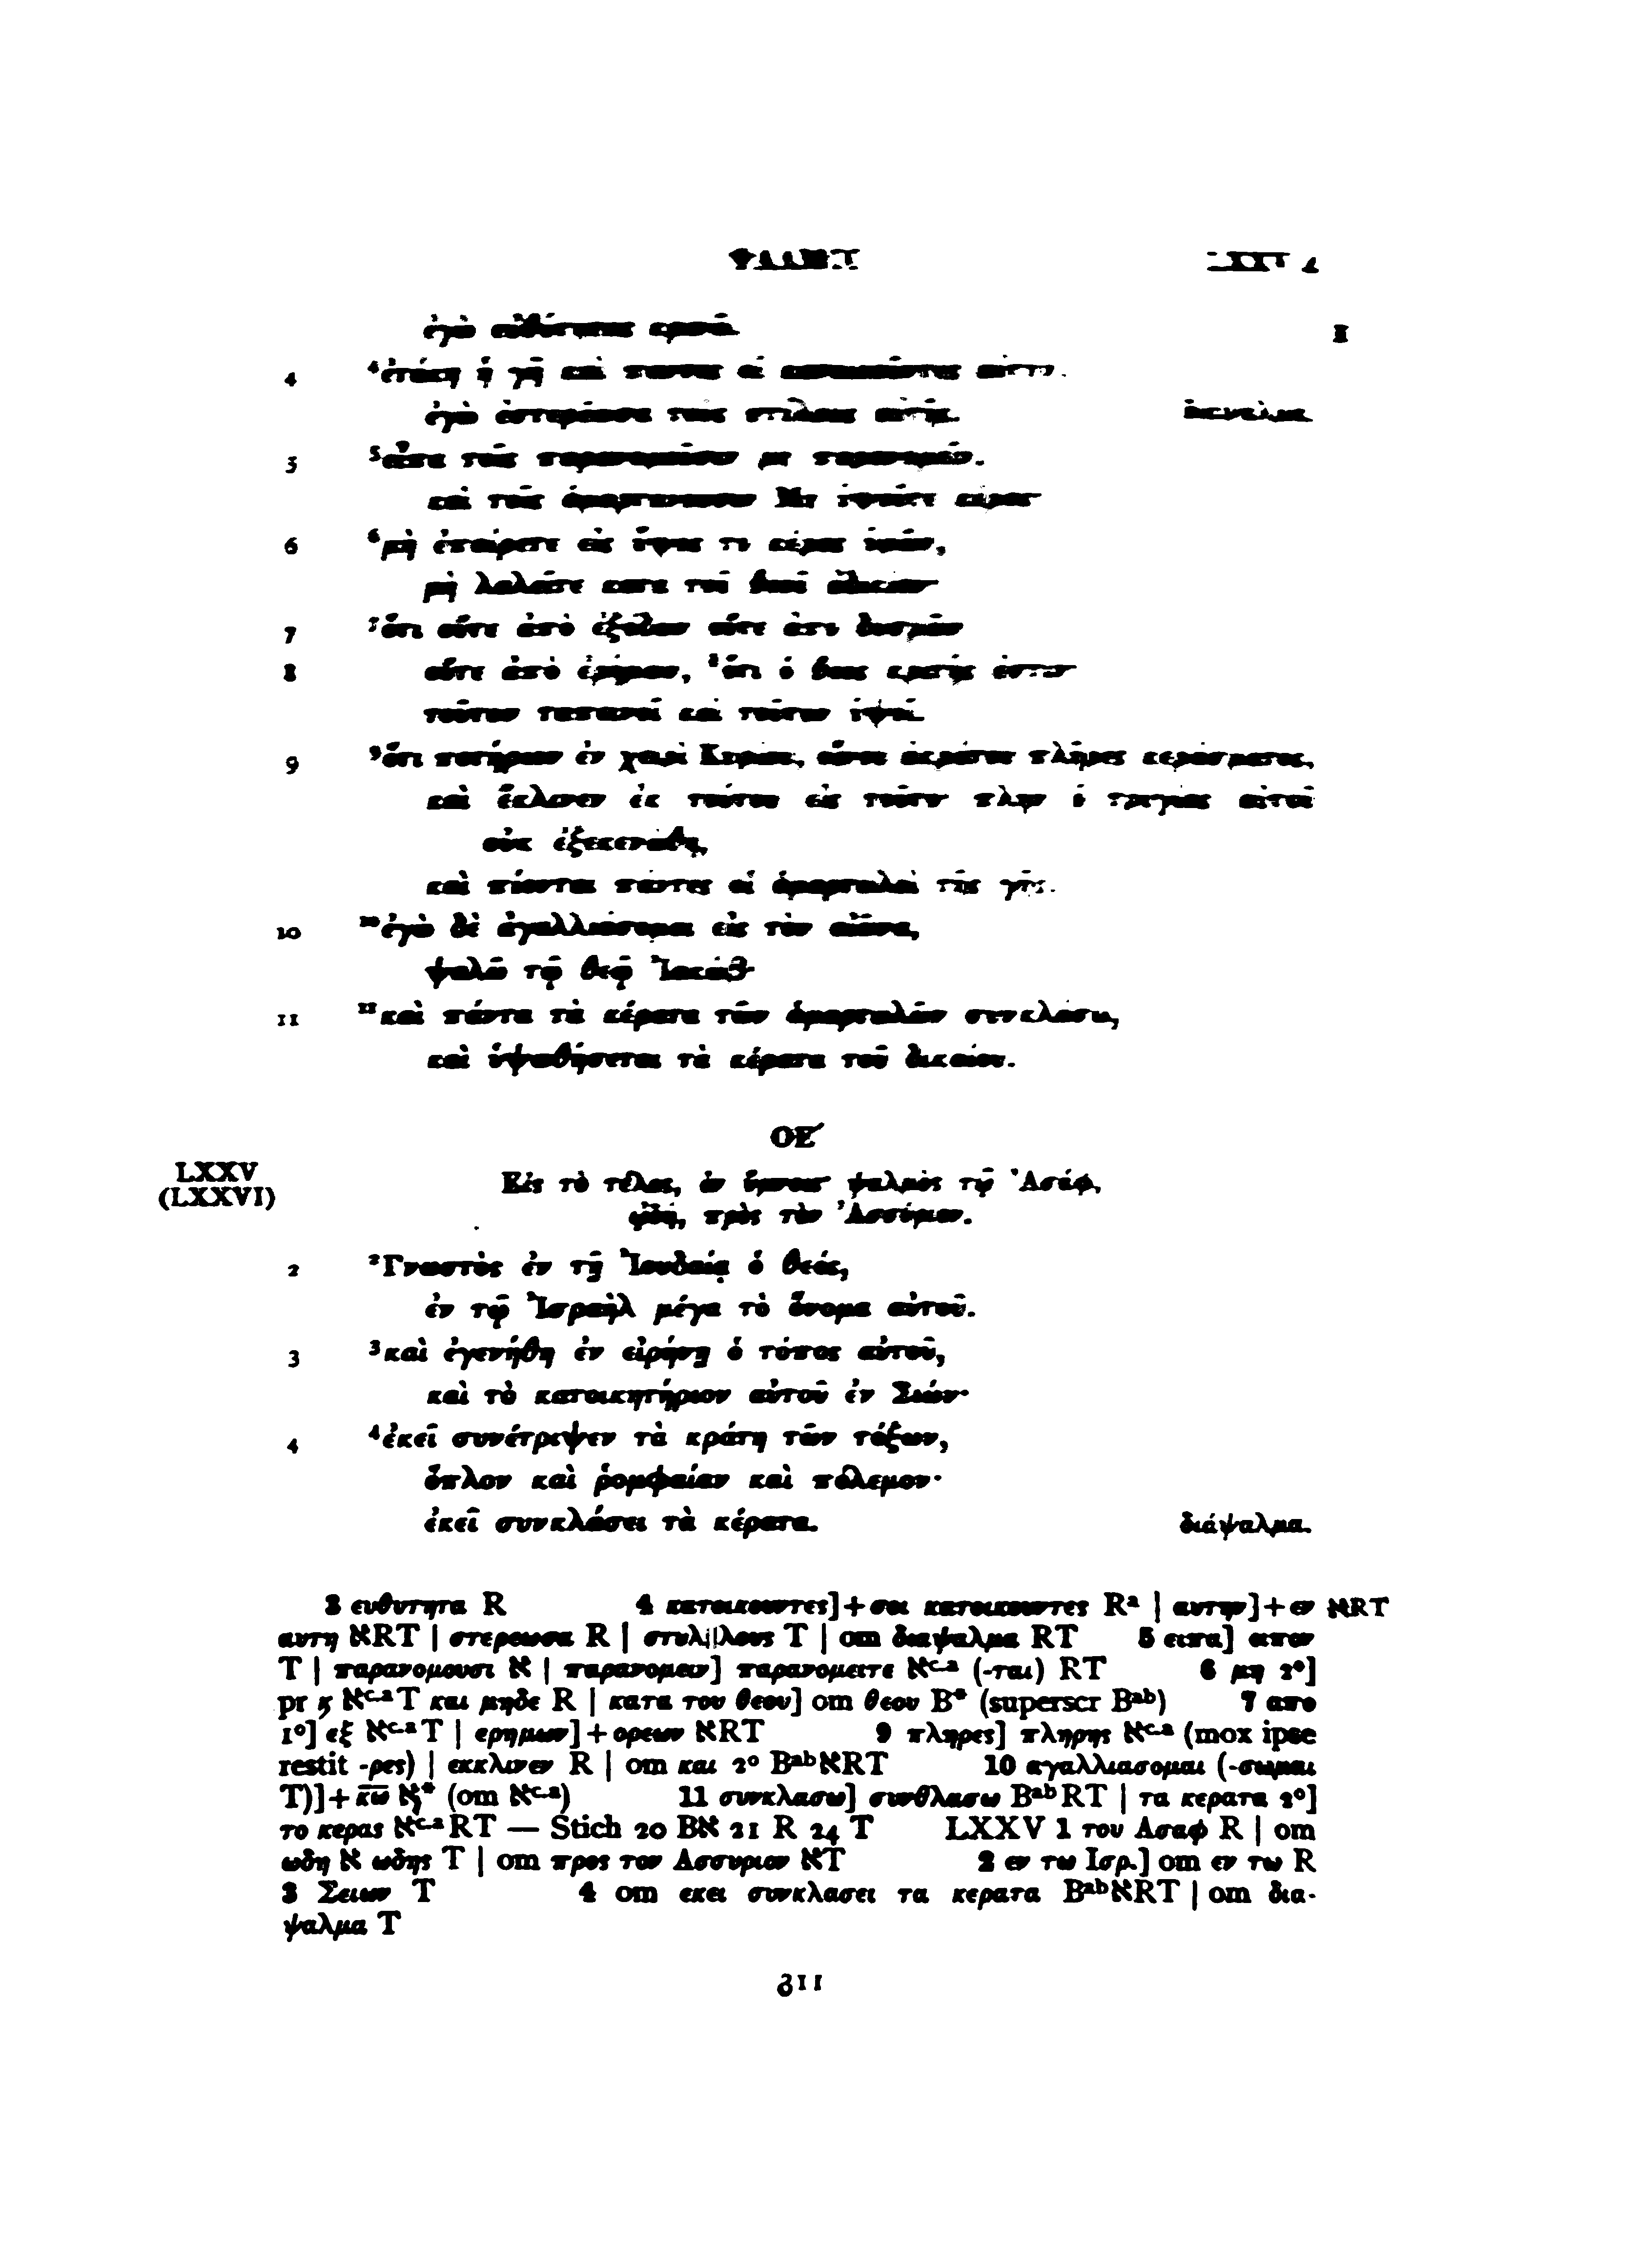 ΨΑΛΜΟΙ LXXV 4
ἐγὼ εὐθύτητας κρινῶ. B
4 ⁴ἐτάκη ἡ γῆ καὶ πάντες οἱ κατοικοῦντες αὐτήν·
ἐγὼ ἐστερέωσα τοὺς στύλους αὐτῆς. διάψαλμα.
5 ⁵εἶπα τοῖς παρανομοῦσιν μὴ παρανομεῖν·
καὶ τοῖς ἁμαρτάνουσιν Μὴ ὑψοῦτε κέρας·
6 ⁶μὴ ἐπαίρετε εἰς ὕψος τὸ κέρας ὑμῶν,
μὴ λαλεῖτε κατὰ τοῦ θεοῦ ἀδικίαν·
7 ⁷ὅτι οὔτε ἀπὸ ἐξόδων οὔτε ἀπὸ δυσμῶν
8 οὔτε ἀπὸ ἐρήμων, ⁸ὅτι ὁ θεὸς κριτής ἐστιν·
τοῦτον ταπεινοῖ καὶ τοῦτον ὑψοῖ.
9 ⁹ὅτι ποτήριον ἐν χειρὶ Κυρίου, οἴνου ἀκράτου πλῆρες κεράσματος,
καὶ ἔκλινεν ἐκ τούτου εἰς τοῦτο· πλὴν ὁ τρυγίας αὐτοῦ
οὐκ ἐξεκενώθη,
καὶ πίονται πάντες οἱ ἁμαρτωλοὶ τῆς γῆς.
10 ¹⁰ἐγὼ δὲ ἀγαλλιάσομαι εἰς τὸν αἰῶνα,
ψαλῶ τῷ θεῷ Ἰακώβ·
11 ¹¹καὶ πάντα τὰ κέρατα τῶν ἁμαρτωλῶν συνκλάσω,
καὶ ὑψωθήσεται τὰ κέρατα τοῦ δικαίου.
ΟΕ´
LXXV
(LXXVI) Εἰς τὸ τέλος, ἐν ὕμνοις· ψαλμὸς τῷ Ἀσάφ,
ᾠδή, πρὸς τὸν Ἀσσύριον.
2 ²Γνωστὸς ἐν τῇ Ἰουδαίᾳ ὁ θεός,
ἐν τῷ Ἰσραὴλ μέγα τὸ ὄνομα αὐτοῦ.
3 ³καὶ ἐγενήθη ἐν εἰρήνῃ ὁ τόπος αὐτοῦ,
καὶ τὸ κατοικητήριον αὐτοῦ ἐν Σιών·
4 ⁴ἐκεῖ συνέτριψεν τὰ κράτη τῶν τόξων,
ὅπλον καὶ ῥομφαίαν καὶ πόλεμον·
ἐκεῖ συνκλάσει τὰ κέρατα. διάψαλμα.
3 ευθυτητα R 4 κατοικουντες]+σοι κατοικουντες Rᵃ | αυτην]+εν אRT
αυτη אRT | στερεωσα R | στυλ||λους T | om διαψαλμα RT 5 ειπα] ειπον
T | παρανομουσι א | παρανομειν] παρανομειτε אᶜ·ᵃ (-ται) RT 6 μη 2°]
pr ϗ אᶜ·ᵃT και μηδε R | κατα του θεου] om θεου B* (superscr Bᵃᵇ) 7 απο
1°] εξ אᶜ·ᵃT | ερημων]+ορεων אRT 9 πληρες] πληρης אᶜ·ᵃ (mox ipse
restit -ρες) | εκκλινεν R | om και 2° BᵃᵇאRT 10 αγαλλιασομαι (-σωμαι
T)]+κ̅ω̅ א* (om אᶜ·ᵃ) 11 συνκλασω] συνθλασω BᵃᵇRT | τα κερατα 2°]
το κερας אᶜ·ᵃRT — Stich 20 Bא 21 R 24 T LXXV 1 του Ασαφ R | om
ωδη א ωδης T | om προς τον Ασσυριον אT 2 εν τω Ισρ.] om εν τω R
3 Σειων T 4 om εκει συνκλασει τα κερατα BᵃᵇאRT | om δια-
ψαλμα T
311